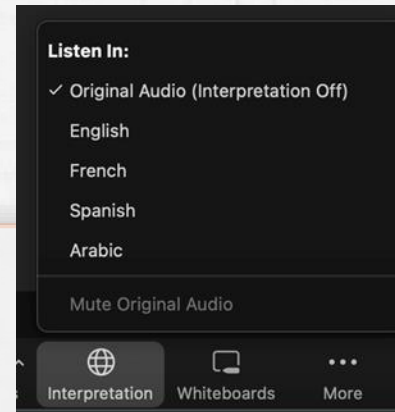 Listen In:
✓ Original Audio (Interpretation Off)
English
French
Spanish
Arabic
Mute Original Audio
Interpretation Whiteboards More